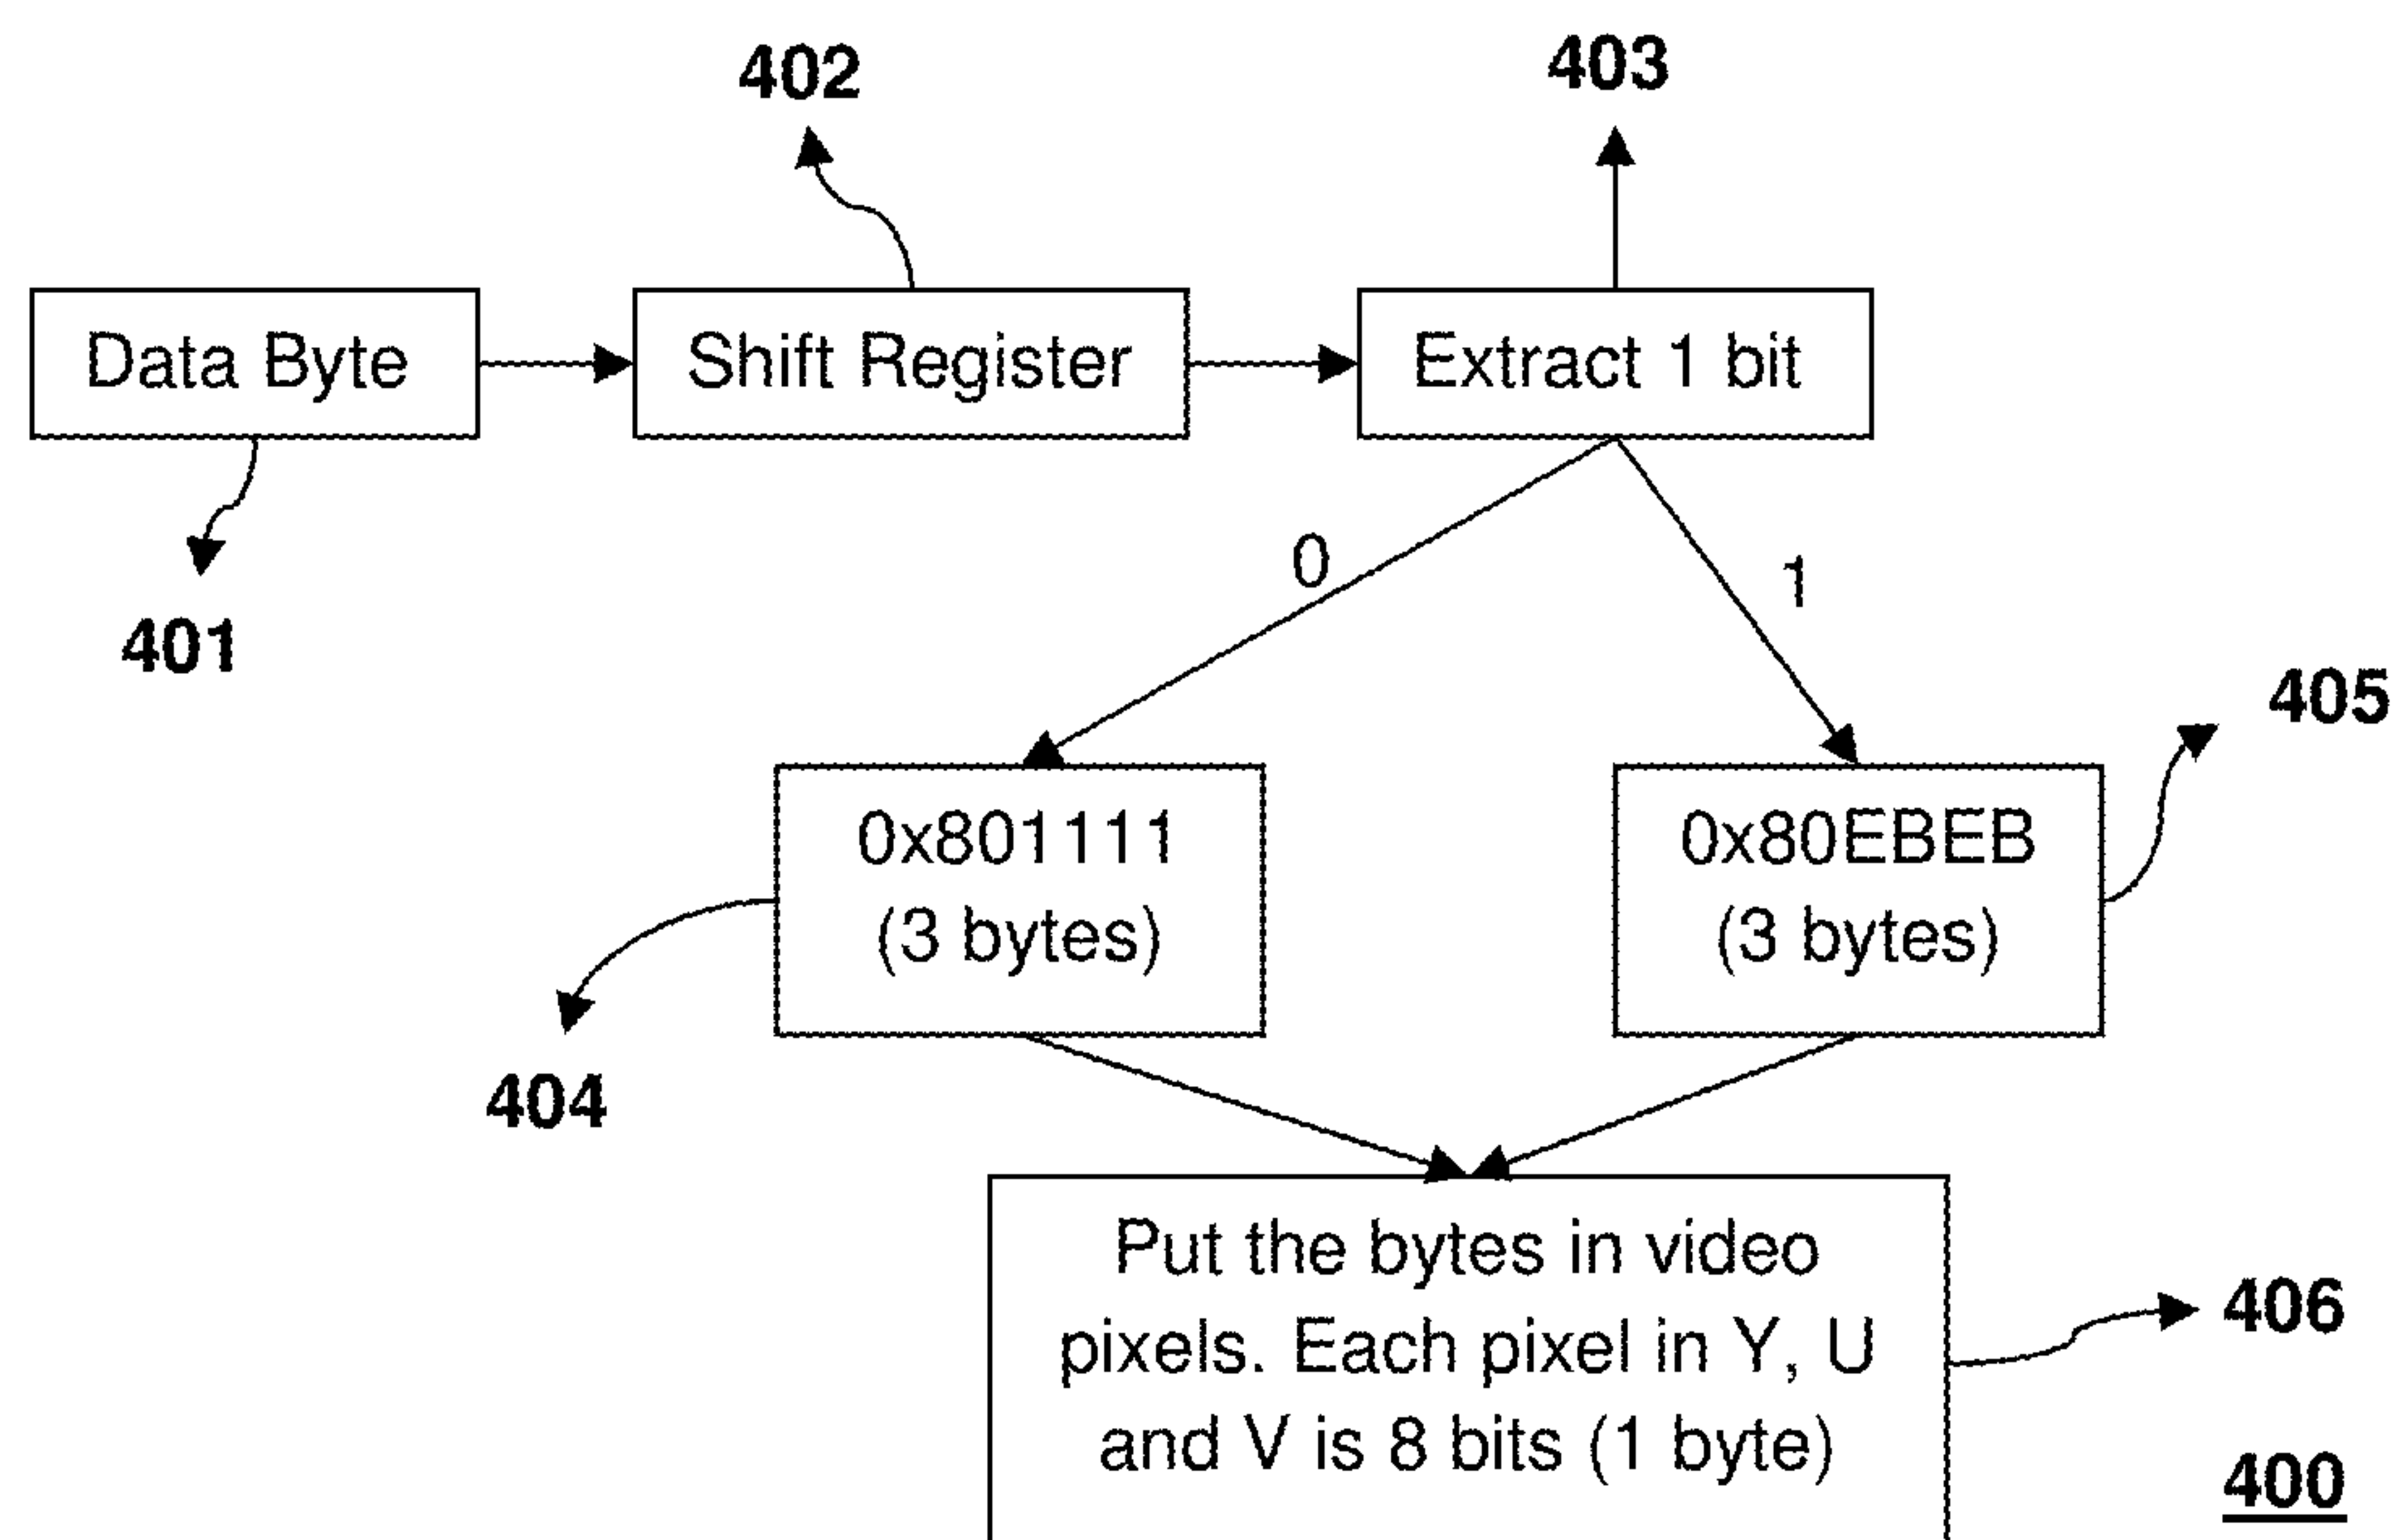 402
403
Data Byte
Shift Register
Extract 1 bit
0
1
401
405
0x801111
(3 bytes)
0x80EBEB
(3 bytes)
404
Put the bytes in video
pixels. Each pixel in Y, U
and V is 8 bits (1 byte)
406
400